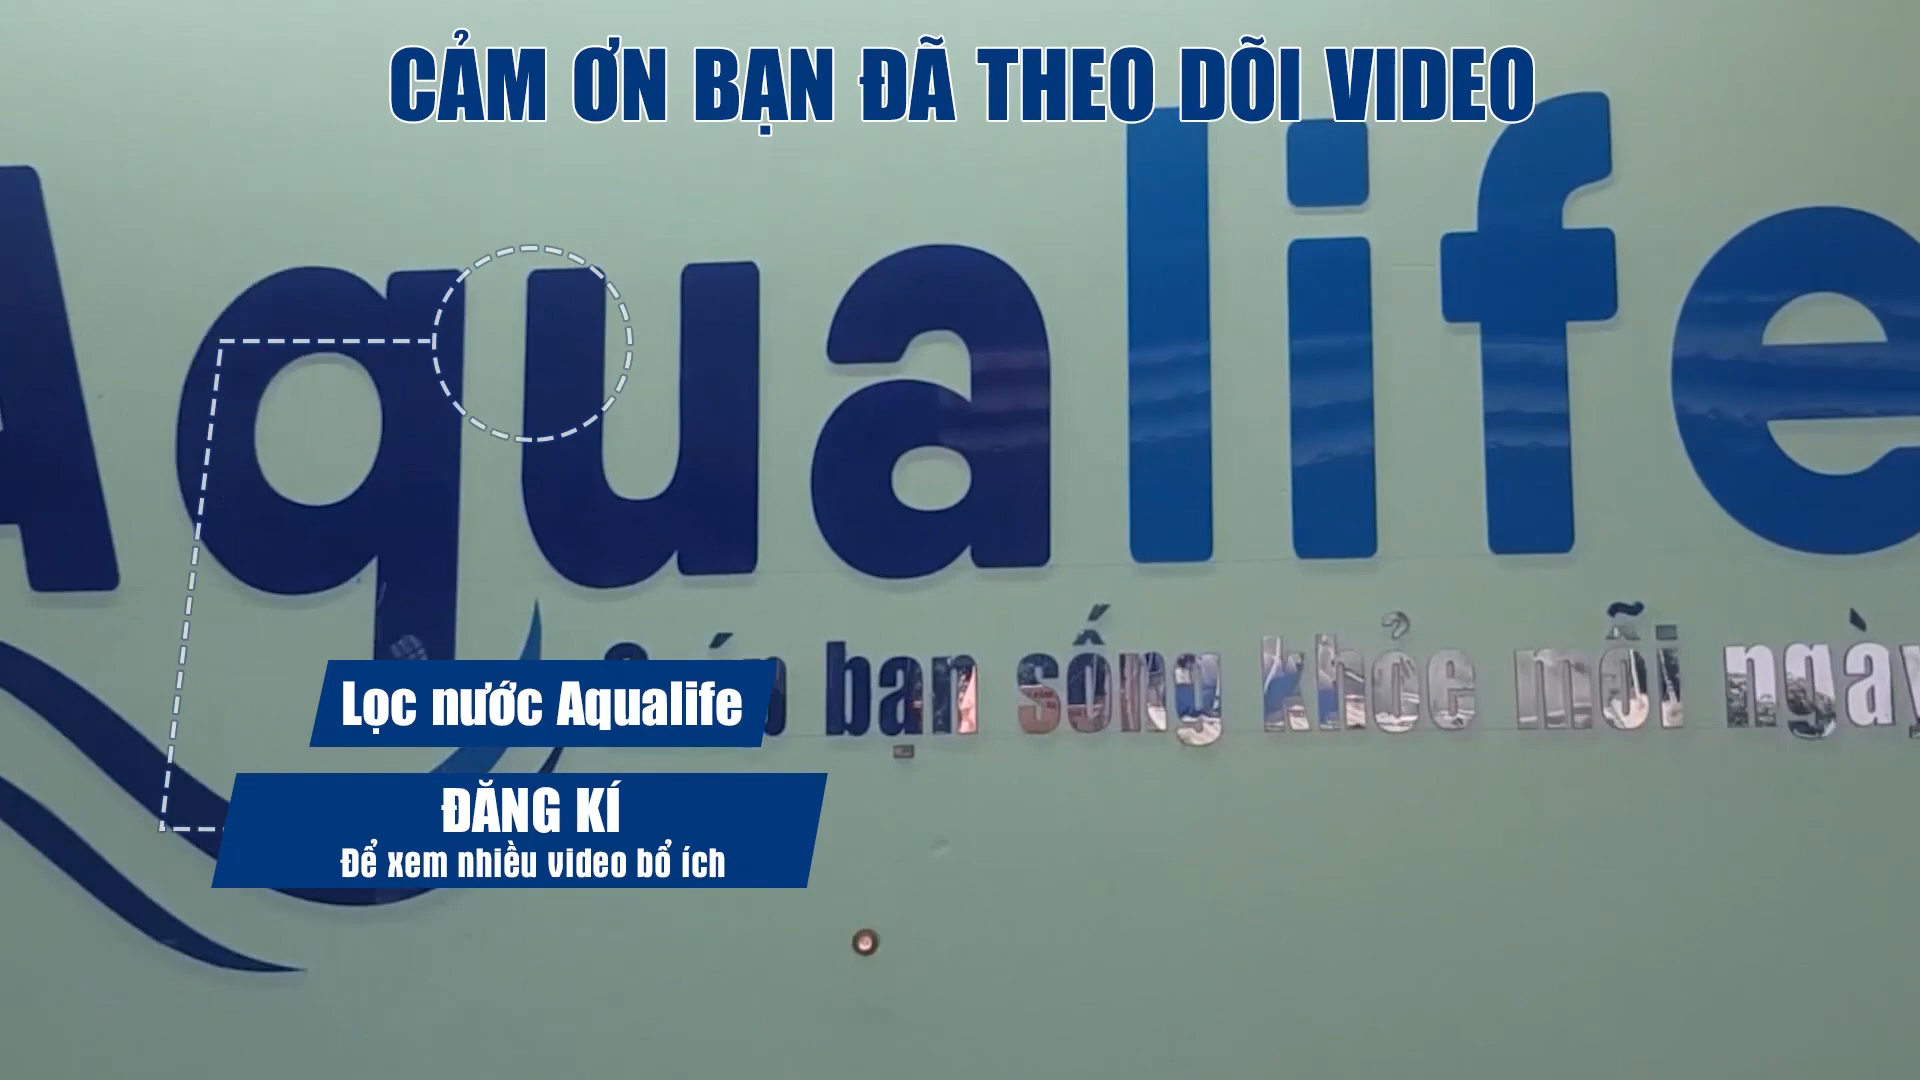 CẢM ƠN BẠN ĐÃ THEO DÕI VIDEO
Aqualife
bạn sống khỏe mỗi ngày
Lọc nước Aqualife
ĐĂNG KÍ
Để xem nhiều video bổ ích